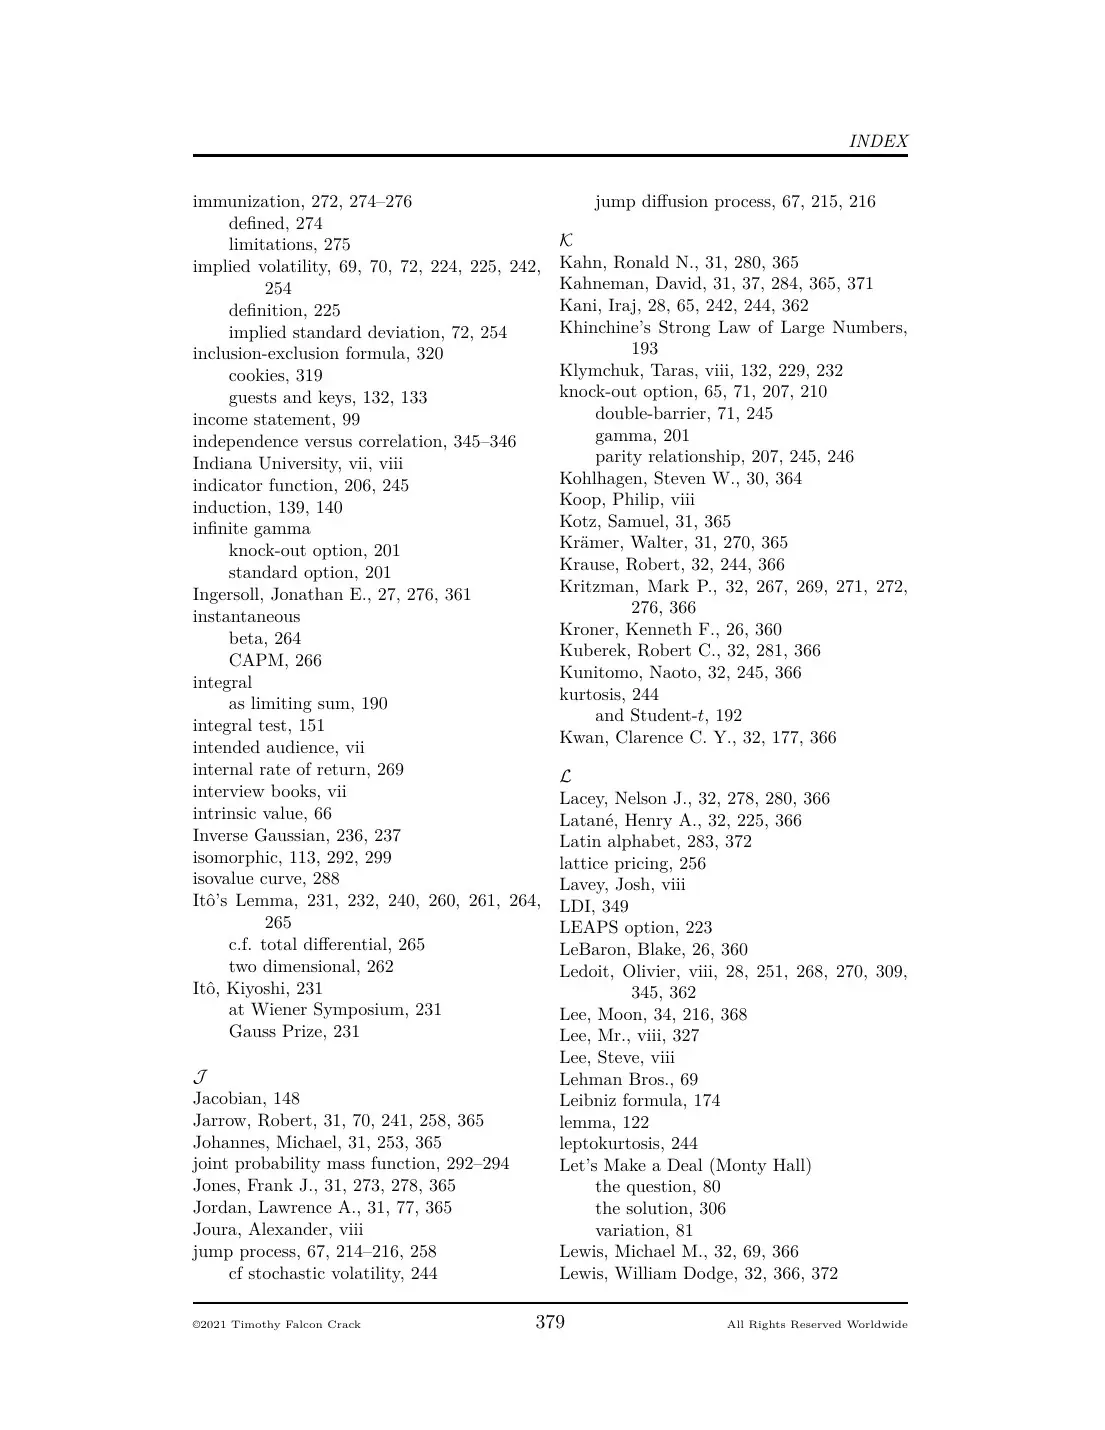 INDEX
immunization, 272, 274–276
defined, 274
limitations, 275
implied volatility, 69, 70, 72, 224, 225, 242,
254
definition, 225
implied standard deviation, 72, 254
inclusion-exclusion formula, 320
cookies, 319
guests and keys, 132, 133
income statement, 99
independence versus correlation, 345–346
Indiana University, vii, viii
indicator function, 206, 245
induction, 139, 140
infinite gamma
knock-out option, 201
standard option, 201
Ingersoll, Jonathan E., 27, 276, 361
instantaneous
beta, 264
CAPM, 266
integral
as limiting sum, 190
integral test, 151
intended audience, vii
internal rate of return, 269
interview books, vii
intrinsic value, 66
Inverse Gaussian, 236, 237
isomorphic, 113, 292, 299
isovalue curve, 288
Itô's Lemma, 231, 232, 240, 260, 261, 264,
265
c.f. total differential, 265
two dimensional, 262
Itô, Kiyoshi, 231
at Wiener Symposium, 231
Gauss Prize, 231
J
Jacobian, 148
Jarrow, Robert, 31, 70, 241, 258, 365
Johannes, Michael, 31, 253, 365
joint probability mass function, 292–294
Jones, Frank J., 31, 273, 278, 365
Jordan, Lawrence A., 31, 77, 365
Joura, Alexander, viii
jump process, 67, 214–216, 258
cf stochastic volatility, 244
jump diffusion process, 67, 215, 216
K
Kahn, Ronald N., 31, 280, 365
Kahneman, David, 31, 37, 284, 365, 371
Kani, Iraj, 28, 65, 242, 244, 362
Khinchine's Strong Law of Large Numbers,
193
Klymchuk, Taras, viii, 132, 229, 232
knock-out option, 65, 71, 207, 210
double-barrier, 71, 245
gamma, 201
parity relationship, 207, 245, 246
Kohlhagen, Steven W., 30, 364
Koop, Philip, viii
Kotz, Samuel, 31, 365
Krämer, Walter, 31, 270, 365
Krause, Robert, 32, 244, 366
Kritzman, Mark P., 32, 267, 269, 271, 272,
276, 366
Kroner, Kenneth F., 26, 360
Kuberek, Robert C., 32, 281, 366
Kunitomo, Naoto, 32, 245, 366
kurtosis, 244
and Student-t, 192
Kwan, Clarence C. Y., 32, 177, 366
L
Lacey, Nelson J., 32, 278, 280, 366
Latané, Henry A., 32, 225, 366
Latin alphabet, 283, 372
lattice pricing, 256
Lavey, Josh, viii
LDI, 349
LEAPS option, 223
LeBaron, Blake, 26, 360
Ledoit, Olivier, viii, 28, 251, 268, 270, 309,
345, 362
Lee, Moon, 34, 216, 368
Lee, Mr., viii, 327
Lee, Steve, viii
Lehman Bros., 69
Leibniz formula, 174
lemma, 122
leptokurtosis, 244
Let's Make a Deal (Monty Hall)
the question, 80
the solution, 306
variation, 81
Lewis, Michael M., 32, 69, 366
Lewis, William Dodge, 32, 366, 372
©2021 Timothy Falcon Crack
379
All Rights Reserved Worldwide